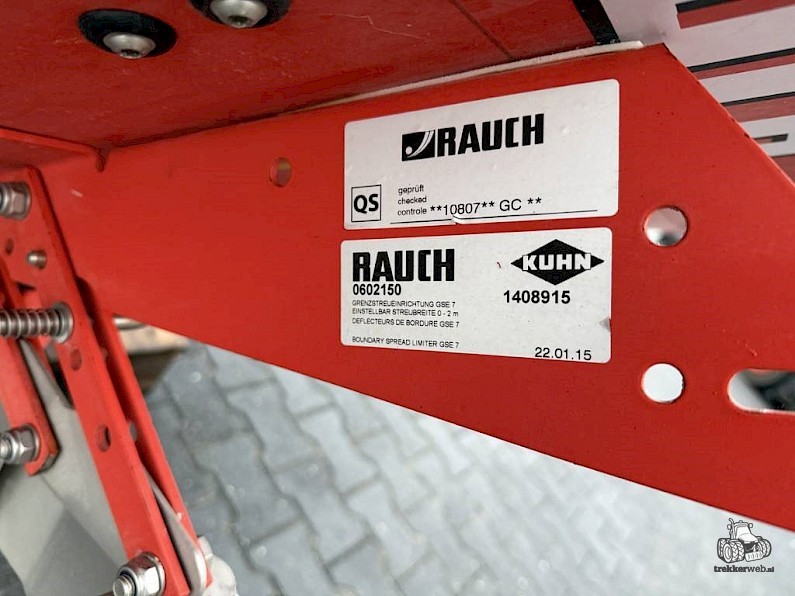 RAUCH
QS
geprüft
checked
controle **10807** GC **
RAUCH
KUHN
0602150
1408915
GRENZSTREUEINRICHTUNG GSE 7
EINSTELLBAR STREUBREITE 0 - 2 m
DEFLECTEURS DE BORDURE GSE 7
BOUNDARY SPREAD LIMITER GSE 7
22.01.15
trekkerweb.nl